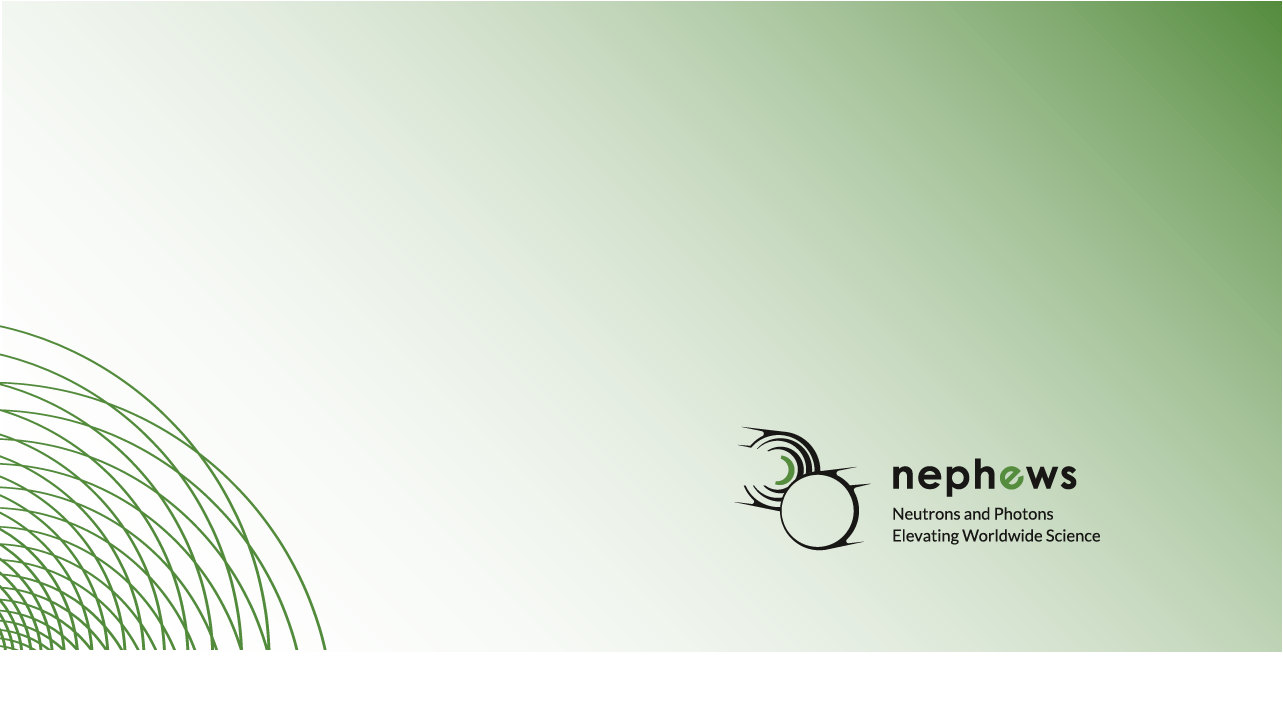 nephews
Neutrons and Photons
Elevating Worldwide Science